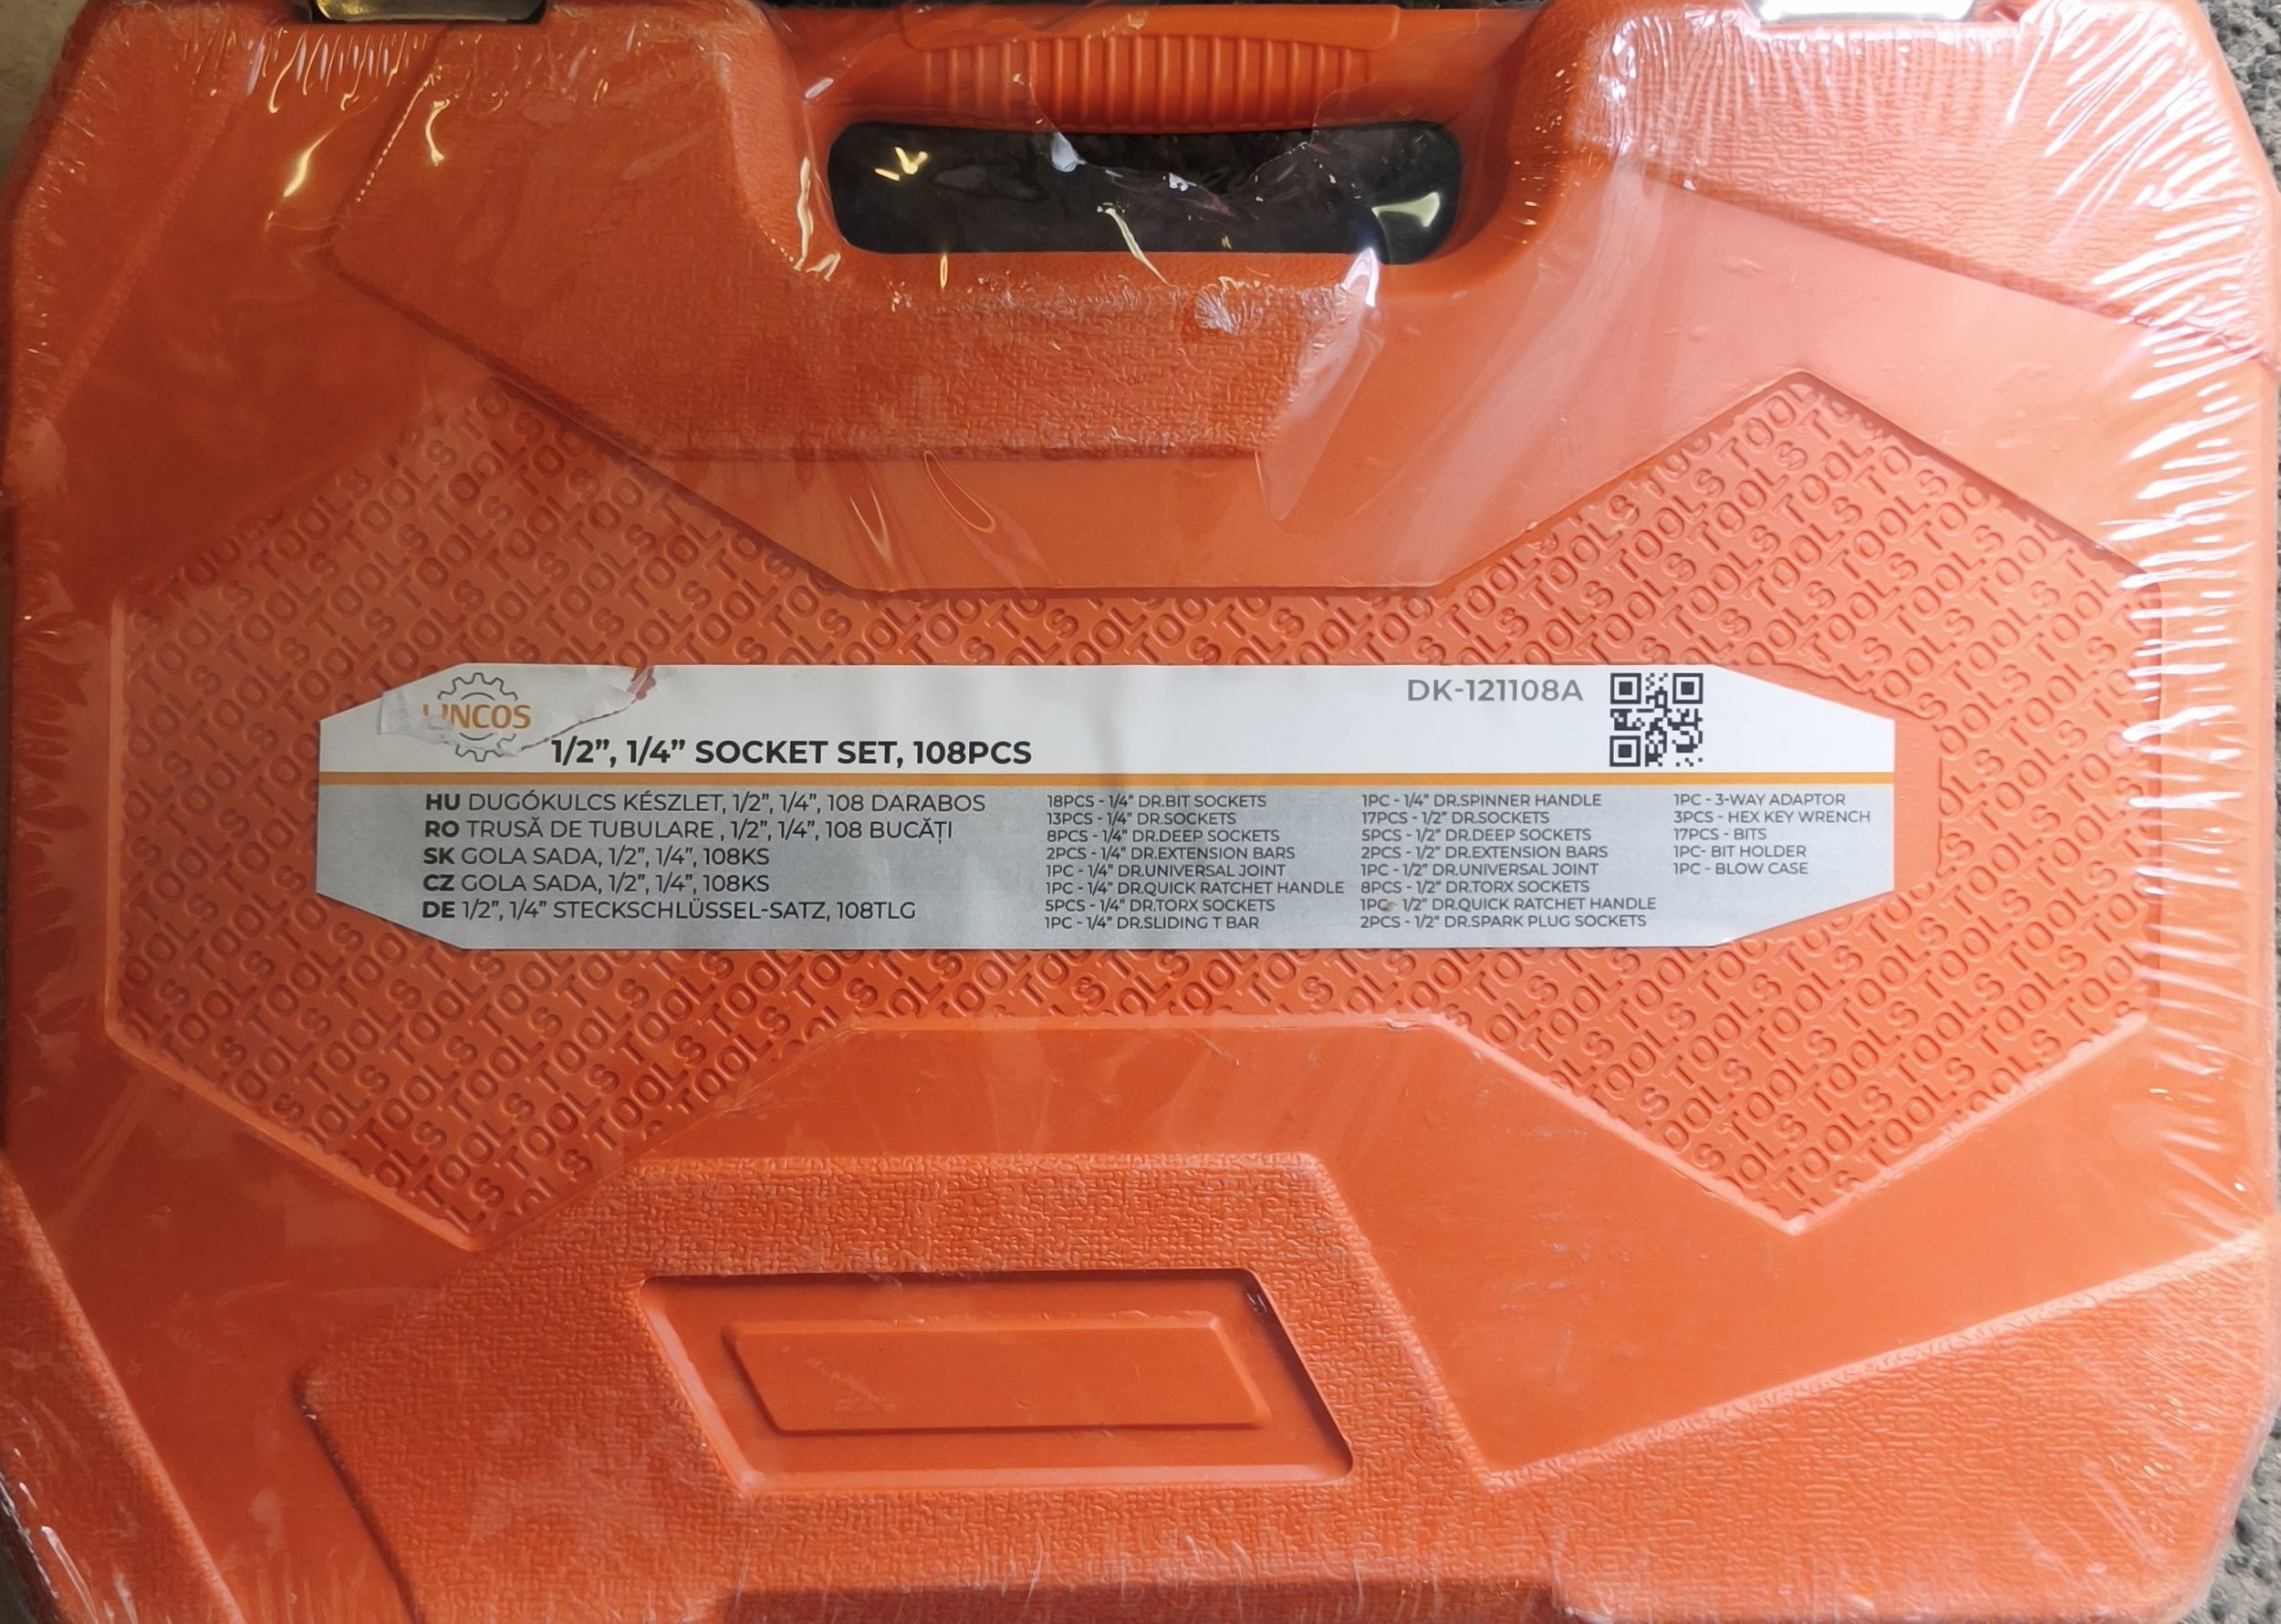 UNCOS
DK-121108A
1/2”, 1/4” SOCKET SET, 108PCS
HU DUGÓKULCS KÉSZLET, 1/2”, 1/4”, 108 DARABOS
RO TRUSĂ DE TUBULARE , 1/2”, 1/4”, 108 BUCĂȚI
SK GOLA SADA, 1/2”, 1/4”, 108KS
CZ GOLA SADA, 1/2”, 1/4”, 108KS
DE 1/2”, 1/4” STECKSCHLÜSSEL-SATZ, 108TLG
18PCS - 1/4” DR.BIT SOCKETS
13PCS - 1/4” DR.SOCKETS
8PCS - 1/4” DR.DEEP SOCKETS
2PCS - 1/4” DR.EXTENSION BARS
1PC - 1/4” DR.UNIVERSAL JOINT
1PC - 1/4” DR.QUICK RATCHET HANDLE
5PCS - 1/4” DR.TORX SOCKETS
1PC - 1/4” DR.SLIDING T BAR
1PC - 1/4” DR.SPINNER HANDLE
17PCS - 1/2” DR.SOCKETS
5PCS - 1/2” DR.DEEP SOCKETS
2PCS - 1/2” DR.EXTENSION BARS
1PC - 1/2” DR.UNIVERSAL JOINT
8PCS - 1/2” DR.TORX SOCKETS
1PC - 1/2” DR.QUICK RATCHET HANDLE
2PCS - 1/2” DR.SPARK PLUG SOCKETS
1PC - 3-WAY ADAPTOR
3PCS - HEX KEY WRENCH
17PCS - BITS
1PC- BIT HOLDER
1PC - BLOW CASE
TOOLS TOOLS TOOLS